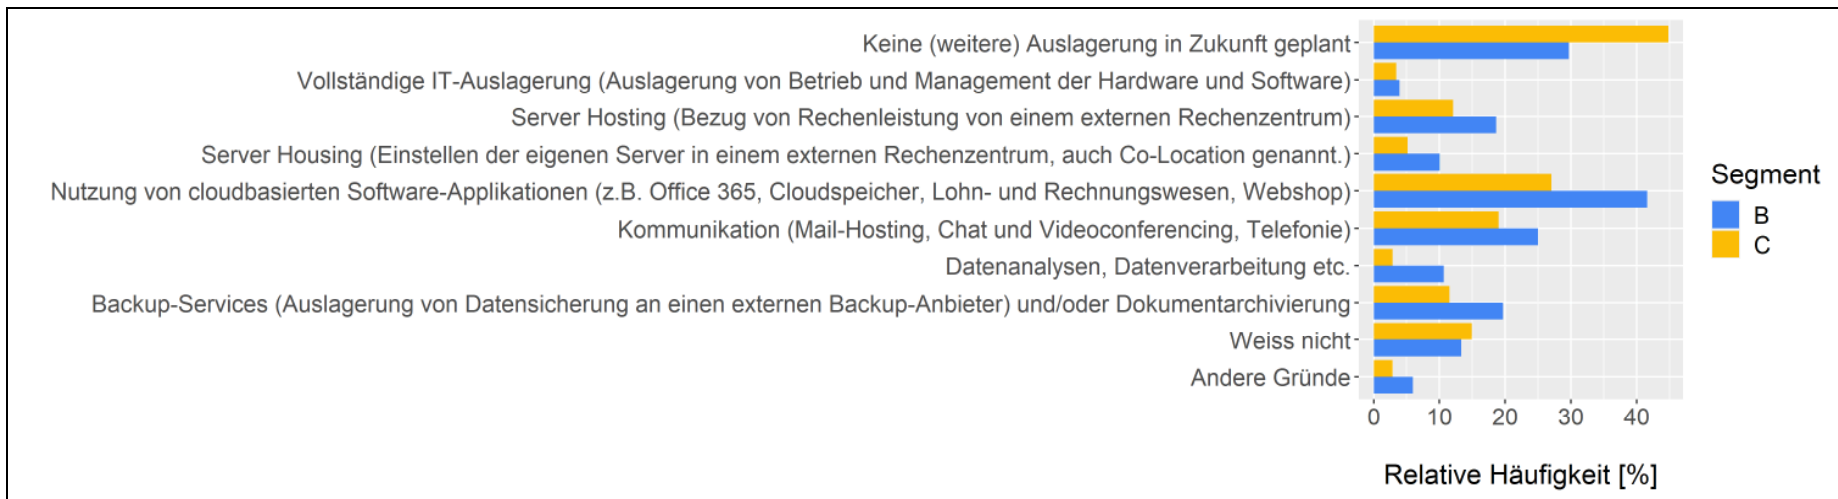 Keine (weitere) Auslagerung in Zukunft geplant
Vollständige IT-Auslagerung (Auslagerung von Betrieb und Management der Hardware und Software)
Server Hosting (Bezug von Rechenleistung von einem externen Rechenzentrum)
Server Housing (Einstellen der eigenen Server in einem externen Rechenzentrum, auch Co-Location genannt.)
Nutzung von cloudbasierten Software-Applikationen (z.B. Office 365, Cloudspeicher, Lohn- und Rechnungswesen, Webshop)
Kommunikation (Mail-Hosting, Chat und Videoconferencing, Telefonie)
Datenanalysen, Datenverarbeitung etc.
Backup-Services (Auslagerung von Datensicherung an einen externen Backup-Anbieter) und/oder Dokumentarchivierung
Weiss nicht
Andere Gründe
0 10 20 30 40
Relative Häufigkeit [%]
Segment
B
C